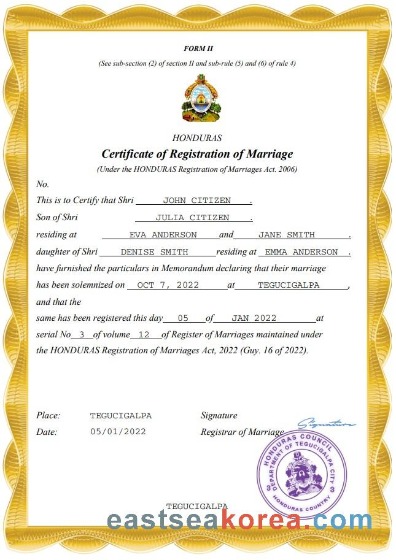 FORM II
(See sub-section (2) of section II and sub-rule (5) and (6) of rule 4)
HONDURAS
Certificate of Registration of Marriage
(Under the HONDURAS Registration of Marriages Act. 2006)
No.
This is to Certify that Shri JOHN CITIZEN .
Son of Shri JULIA CITIZEN .
residing at EVA ANDERSON and JANE SMITH .
daughter of Shri DENISE SMITH residing at EMMA ANDERSON .
have furnished the particulars in Memorandum declaring that their marriage
has been solemnized on OCT 7, 2022 at TEGUCIGALPA ,
and that the
same has been registered this day 05 of JAN 2022 at
serial No 3 of volume 12 of Register of Marriages maintained under
the HONDURAS Registration of Marriages Act, 2022 (Guy. 16 of 2022).
Place: TEGUCIGALPA Signature Signature
Date: 05/01/2022 Registrar of Marriage
HONDURAS COUNCIL
DEPARTMENT OF TEGUCIGALPA CITY
HONDURAS COUNTRY
TEGUCIGALPA
eastseakorea.com